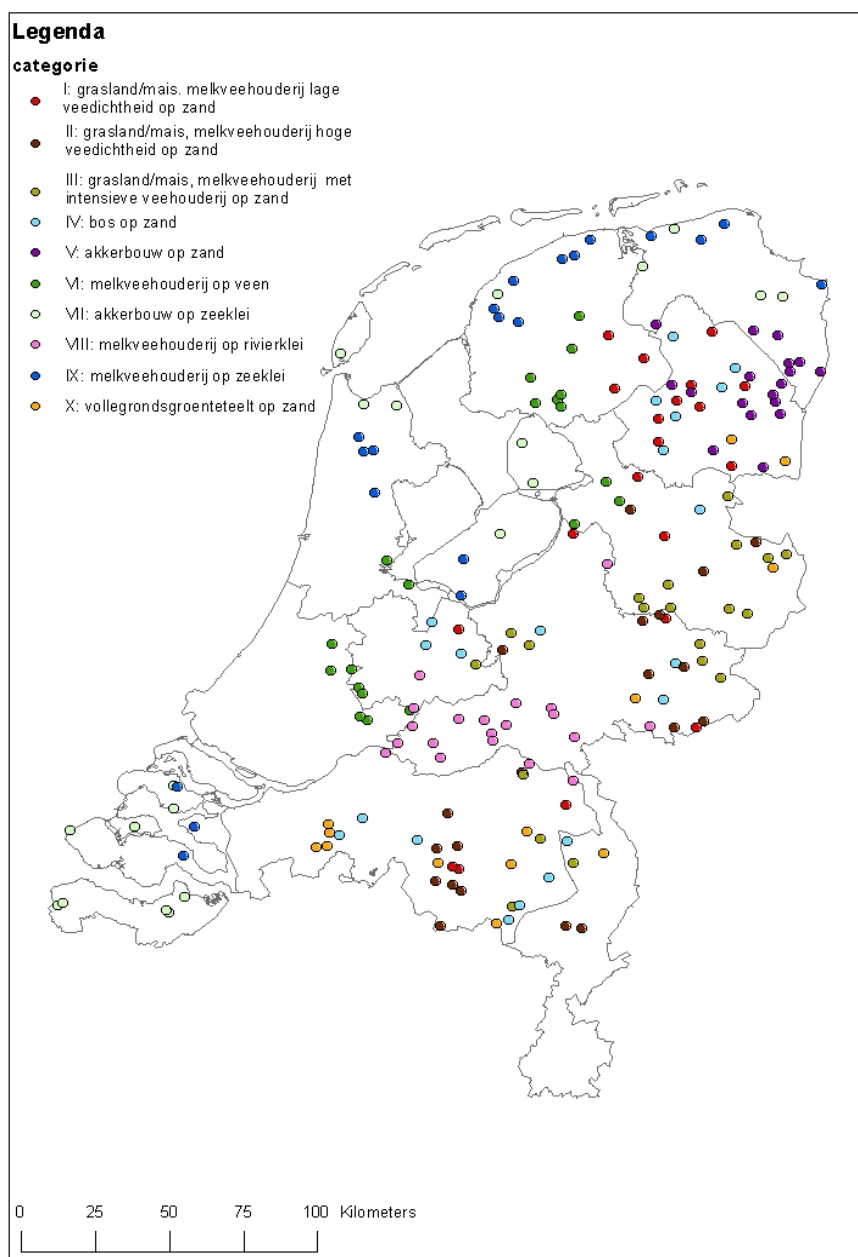 Legenda
categorie
I: grasland/mais. melkveehouderij lage
veedichtheid op zand
II: grasland/mais, melkveehouderij hoge
veedichtheid op zand
III: grasland/mais, melkveehouderij met
intensieve veehouderij op zand
IV: bos op zand
V: akkerbouw op zand
VI: melkveehouderij op veen
VII: akkerbouw op zeeklei
VIII: melkveehouderij op rivierklei
IX: melkveehouderij op zeeklei
X: vollegrondsgroenteteelt op zand
0 25 50 75 100 Kilometers